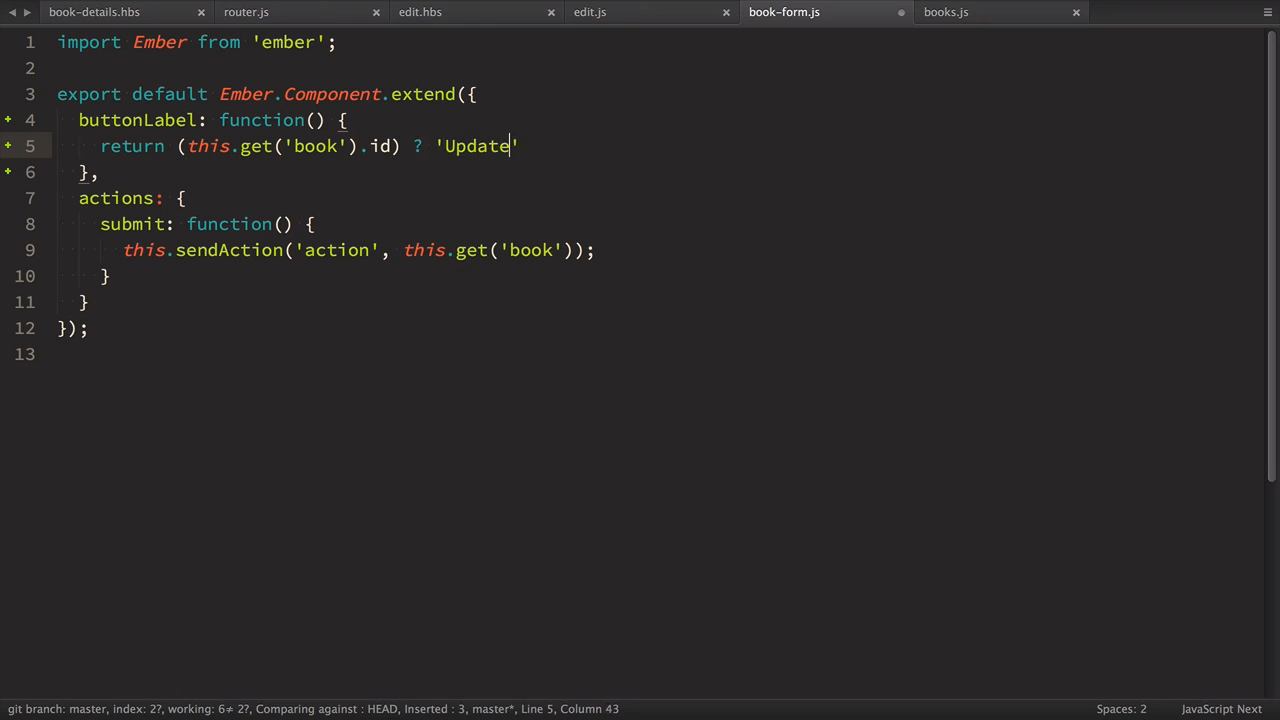 book-details.hbs × router.js × edit.hbs × edit.js × book-form.js books.js ×
1 import Ember from 'ember';
2
3 export default Ember.Component.extend({
4 buttonLabel: function() {
5 return (this.get('book').id) ? 'Update'
6 },
7 actions: {
8 submit: function() {
9 this.sendAction('action', this.get('book'));
10 }
11 }
12 });
13
git branch: master, index: 2?, working: 6≠ 2?, Comparing against : HEAD, Inserted : 3, master*, Line 5, Column 43 Spaces: 2 JavaScript Next